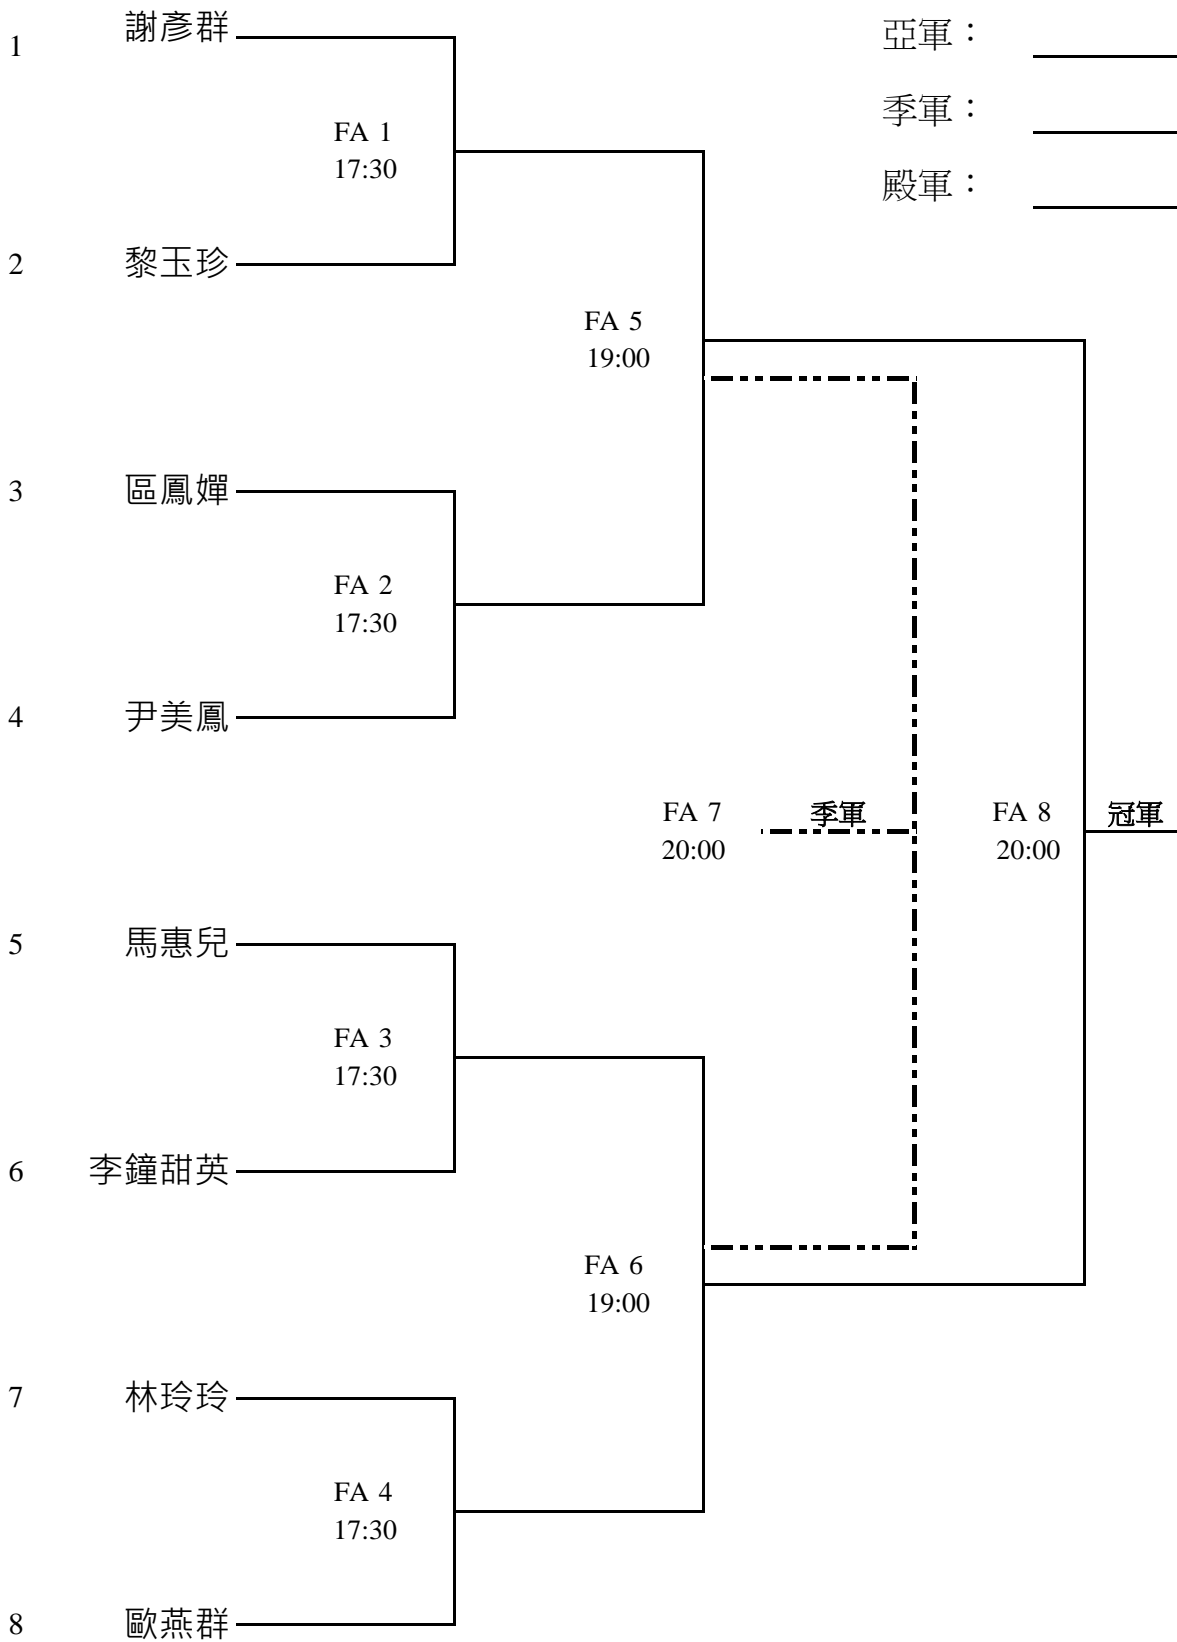 1 謝彥群
亞軍：
季軍：
FA 1
17:30
殿軍：
2 黎玉珍
FA 5
19:00
3 區鳳嬋
FA 2
17:30
4 尹美鳳
FA 7 季軍 FA 8 冠軍
20:00 20:00
5 馬惠兒
FA 3
17:30
6 李鐘甜英
FA 6
19:00
7 林玲玲
FA 4
17:30
8 歐燕群